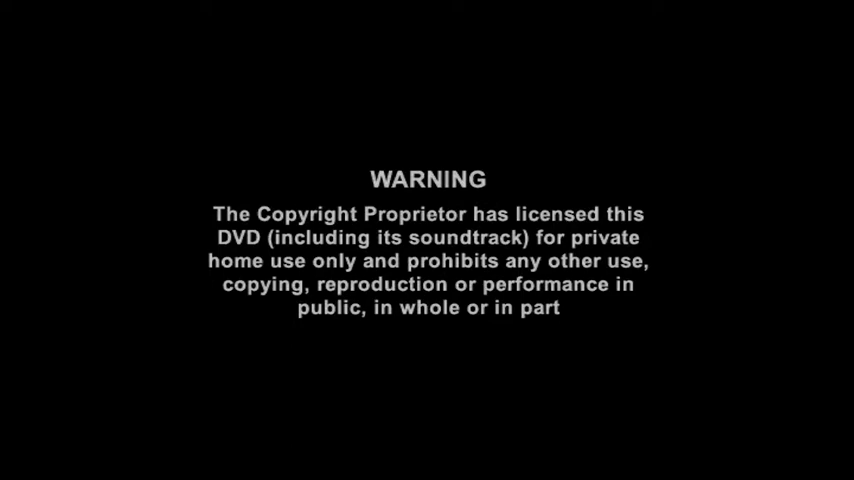 WARNING
The Copyright Proprietor has licensed this
DVD (including its soundtrack) for private
home use only and prohibits any other use,
copying, reproduction or performance in
public, in whole or in part